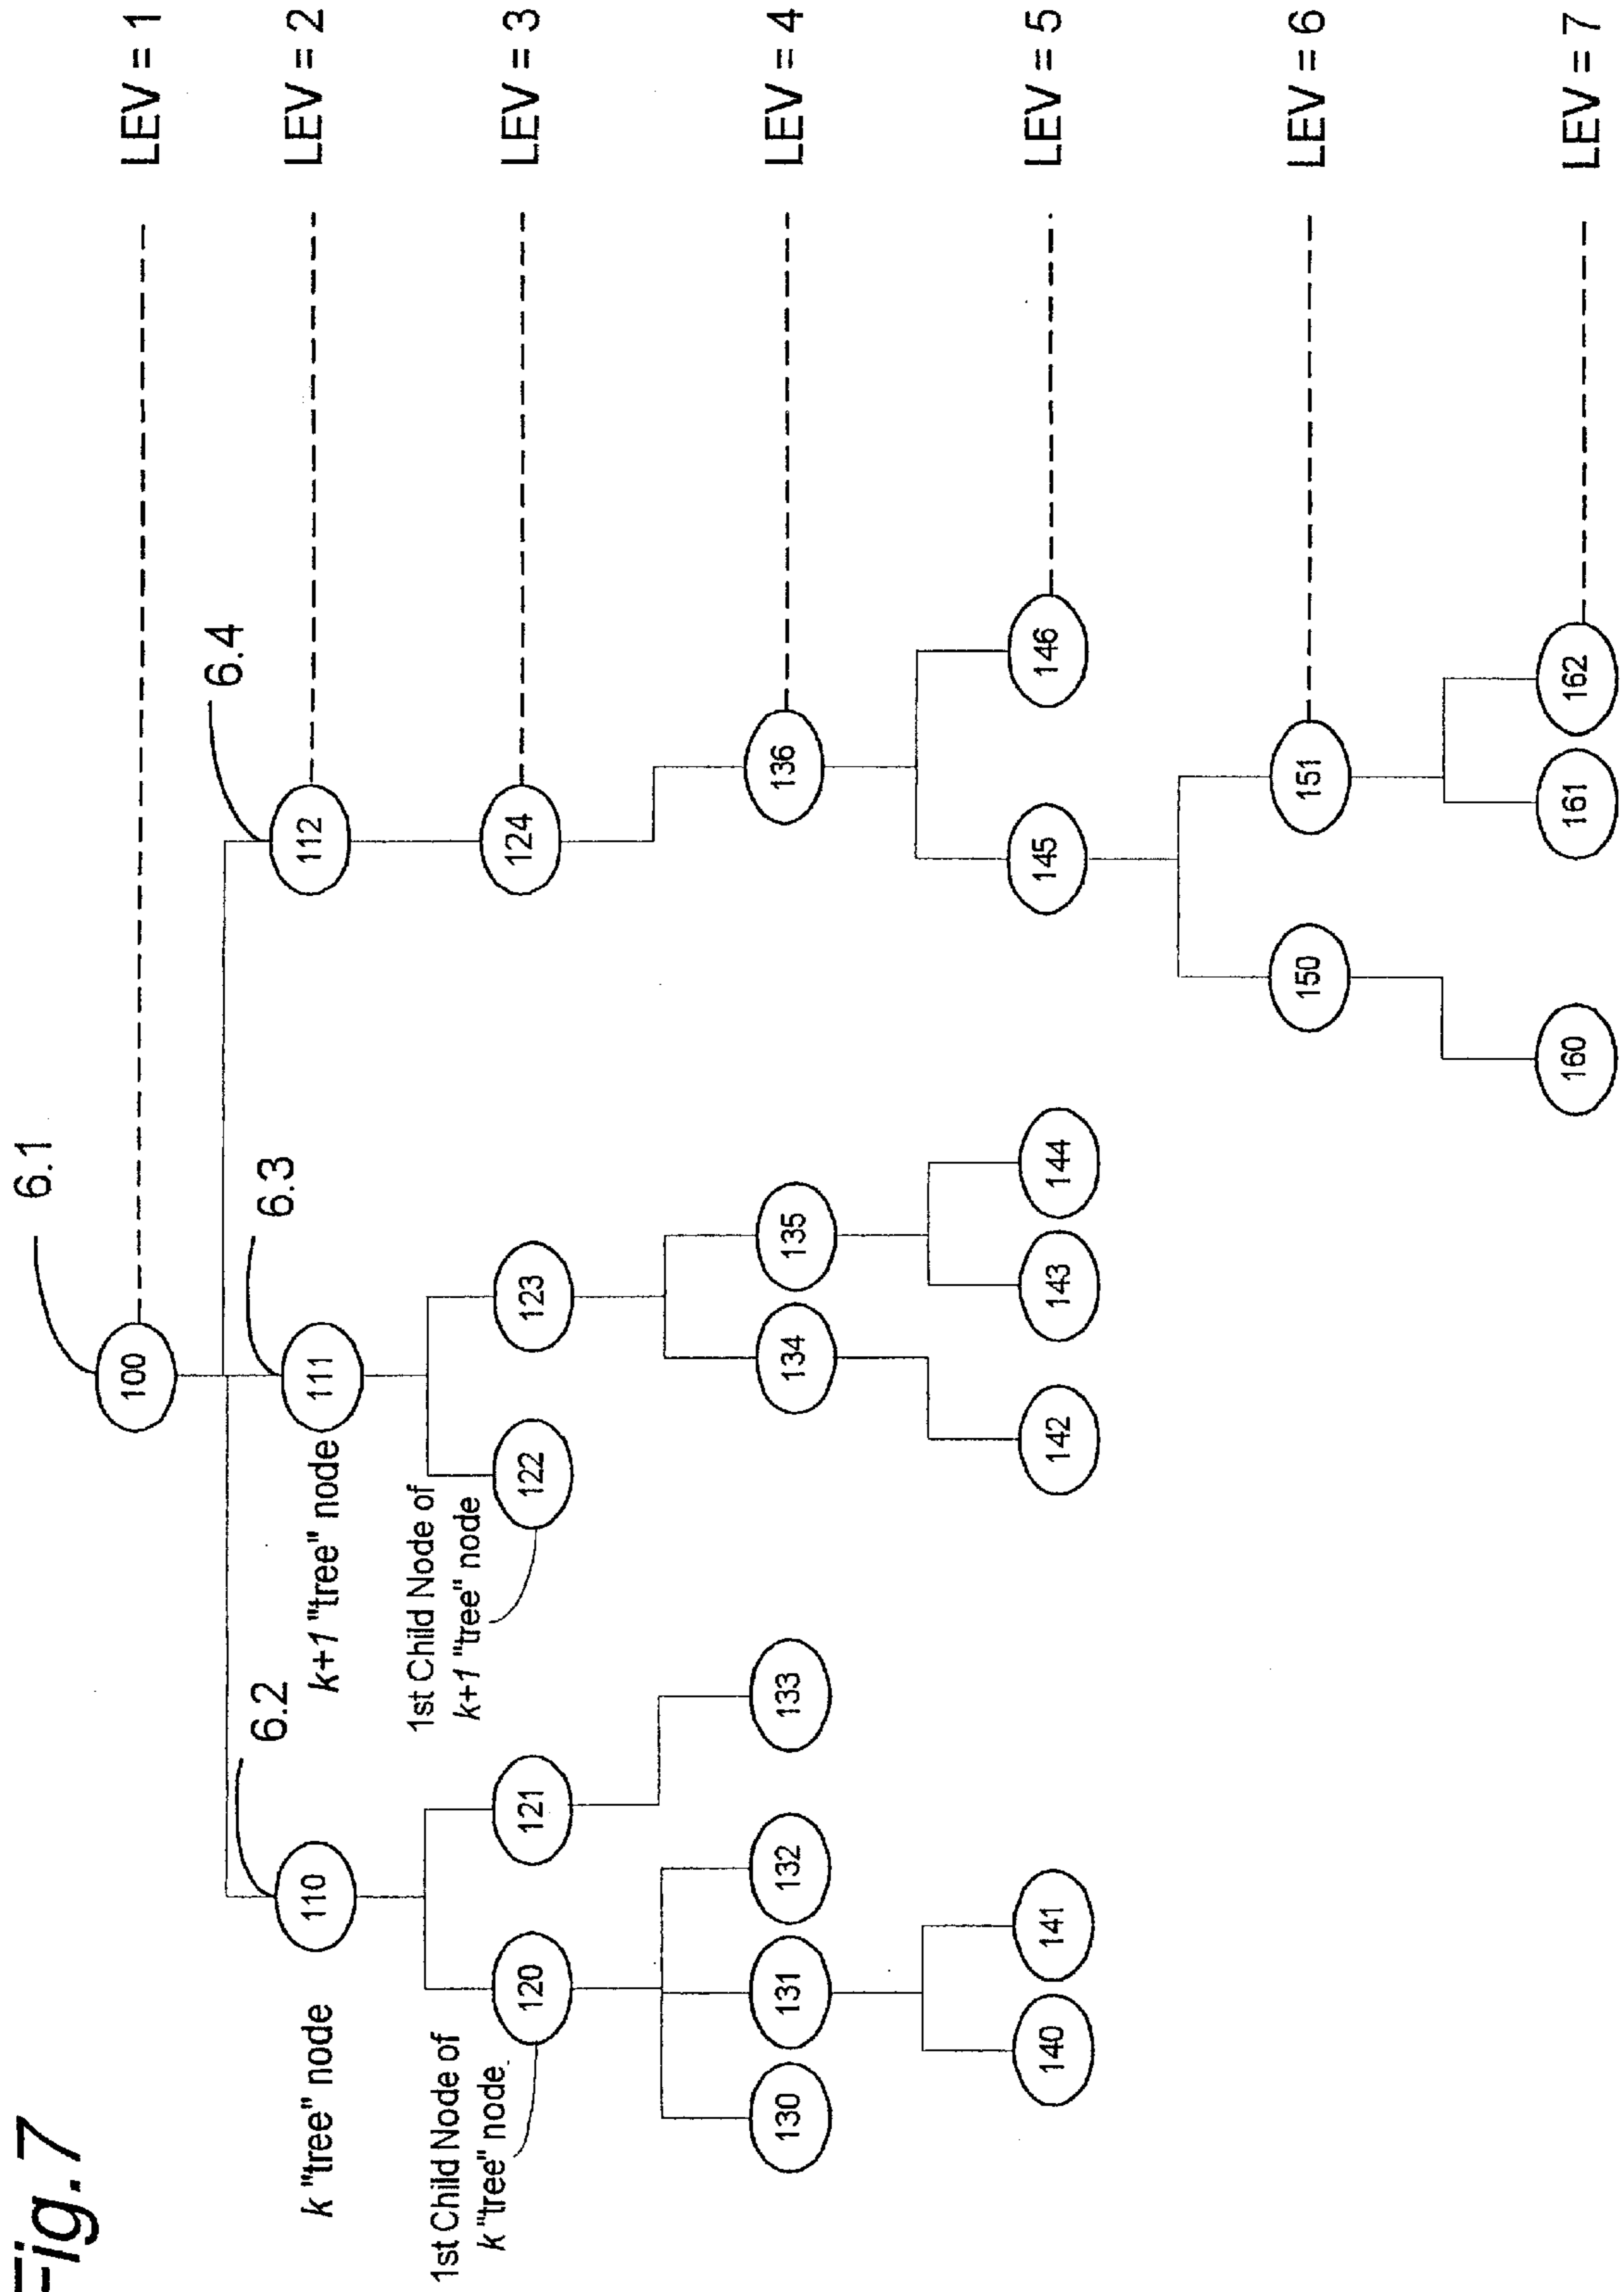 Fig.7
6.1
100
LEV = 1
6.2
6.3
6.4
k "tree" node
110
k+1 "tree" node
111
112
LEV = 2
1st Child Node of
k "tree" node
120
121
1st Child Node of
k+1 "tree" node
122
123
124
LEV = 3
130
131
132
133
134
135
136
LEV = 4
140
141
142
143
144
145
146
LEV = 5
150
151
LEV = 6
160
161
162
LEV = 7